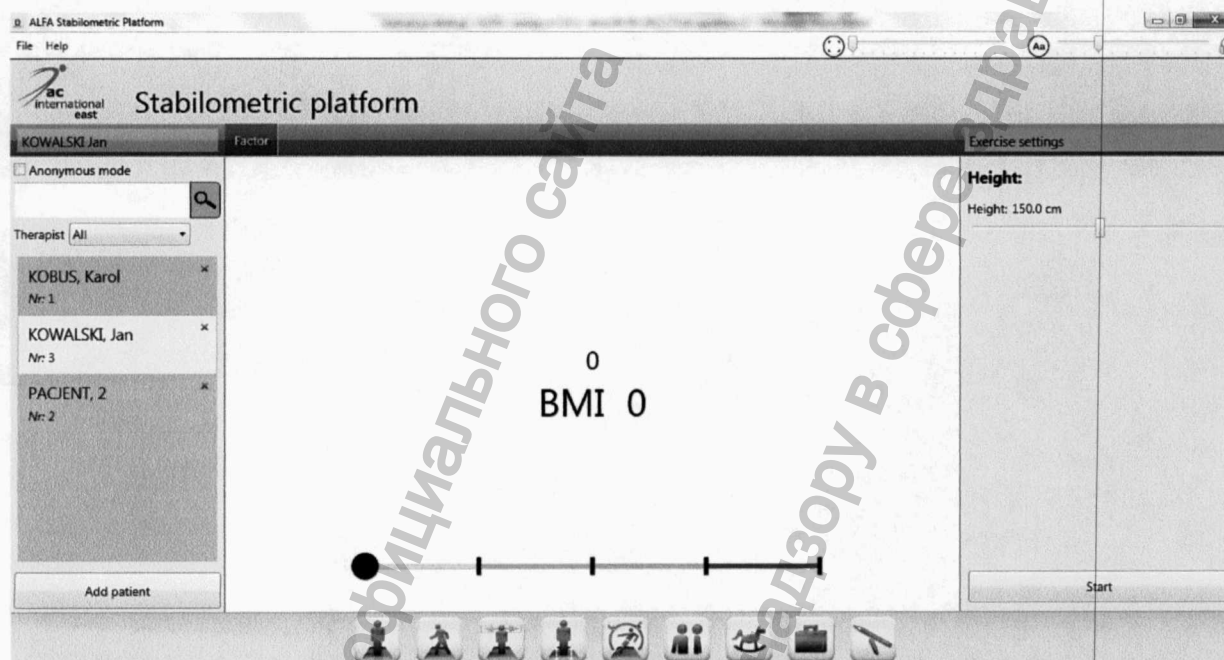 ALFA Stabilometric Platform
File Help
Aa
ac
international
east
Stabilometric platform
KOWALSKI Jan
Factor
Exercise settings
Anonymous mode
Height:
Height: 150.0 cm
Therapist All
KOBUS, Karol
Nr: 1
KOWALSKI, Jan
Nr: 3
PACJENT, 2
Nr: 2
0
BMI 0
Add patient
Start
официального сайта
надзору в сфере здрав